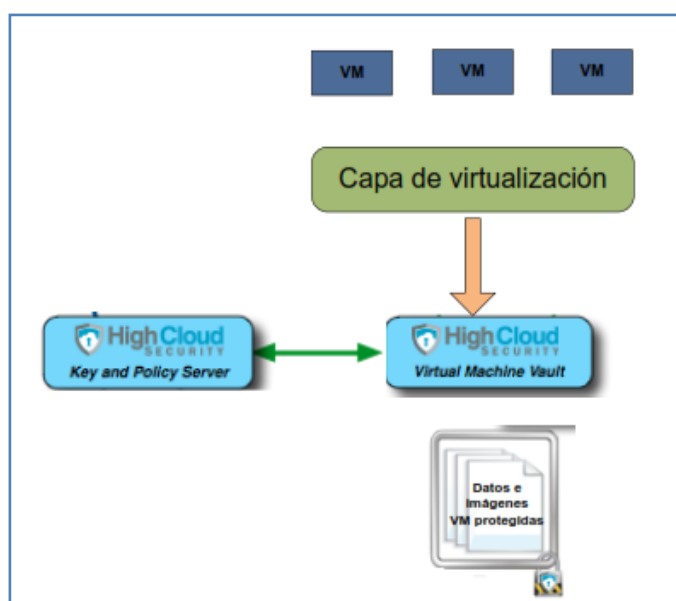 VM
VM
VM
Capa de virtualización
HighCloud
SECURITY
Key and Policy Server
HighCloud
SECURITY
Virtual Machine Vault
Datos e
Imágenes
VM protegidas